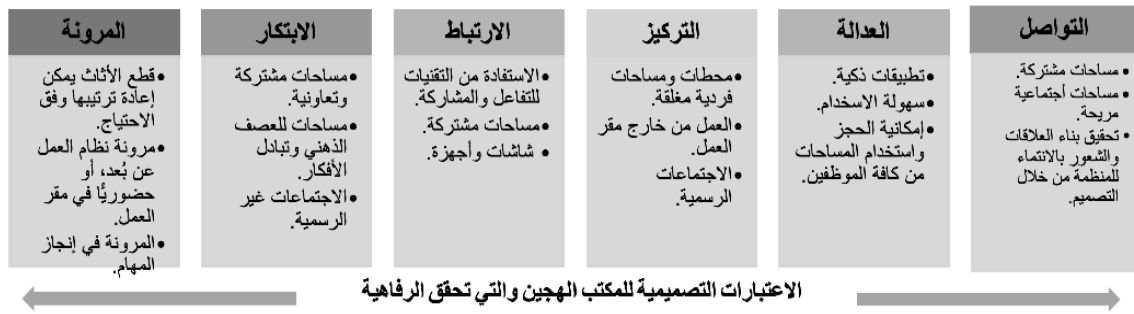 التواصل
مساحات مشتركة.
مساحات أجتماعية
مريحة.
تحقيق بناء العلاقات
والشعور بالانتماء
للمنظمة من خلال
التصميم.
العدالة
تطبيقات ذكية.
سهولة الاسخدام.
إمكانية الحجز
واستخدام المساحات
من كافة الموظفين.
التركيز
محطات ومساحات
فردية مغلقة.
العمل من خارج مقر
العمل.
الاجتماعات
الرسمية.
الارتباط
الاستفادة من التقنيات
للتفاعل والمشاركة.
مساحات مشتركة.
شاشات وأجهزة.
الابتكار
مساحات مشتركة
وتعاونية.
مساحات للعصف
الذهني وتبادل
الأفكار.
الاجتماعات غير
الرسمية.
المرونة
قطع الأثاث يمكن
إعادة ترتيبها وفق
الاحتياج.
مرونة نظام العمل
عن بُعد، أو
حضوريًا في مقر
العمل.
المرونة في إنجاز
المهام.
الاعتبارات التصميمية للمكتب الهجين والتي تحقق الرفاهية